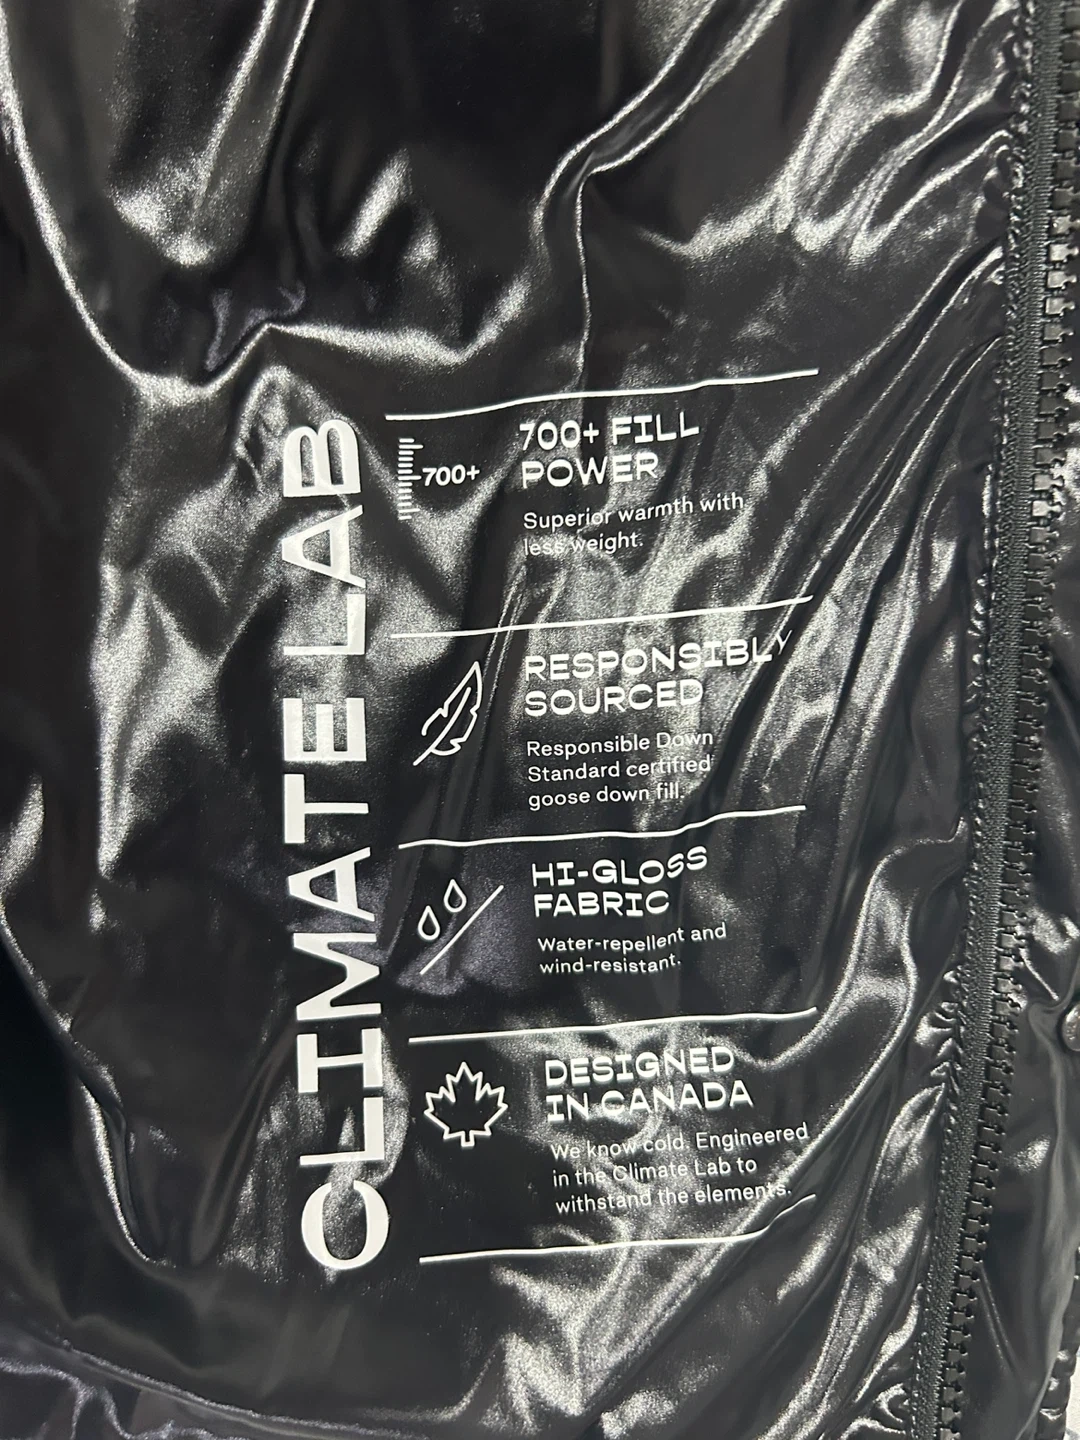 CLIMATE LAB
700+
700+ FILL
POWER
Superior warmth with
less weight.
RESPONSIBLY
SOURCED
Responsible Down
Standard certified
goose down fill.
HI-GLOSS
FABRIC
Water-repellent and
wind-resistant.
DESIGNED
IN CANADA
We know cold. Engineered
in the Climate Lab to
withstand the elements.